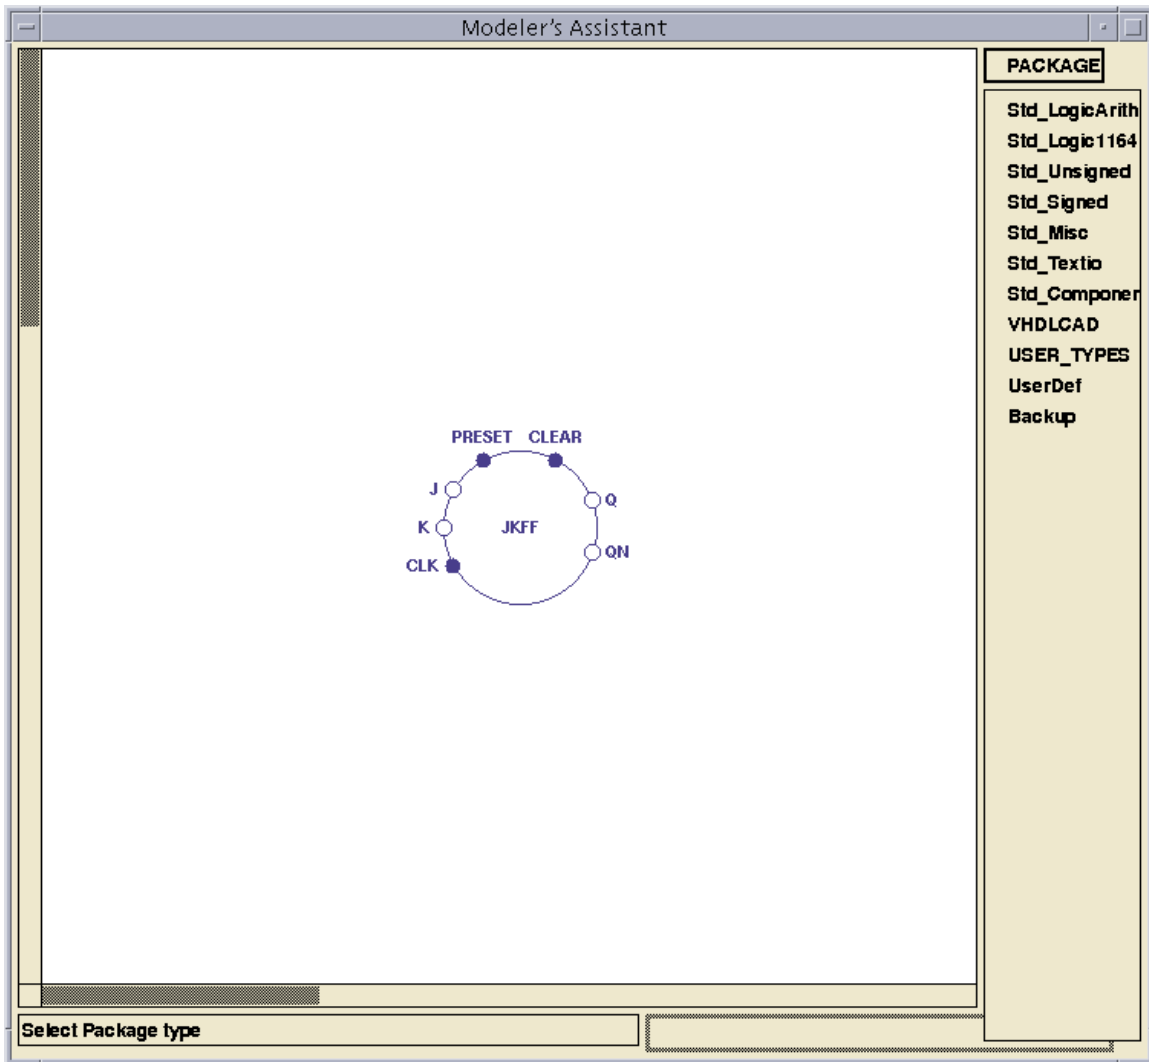 Modeler's Assistant
PACKAGE
Std_LogicArith
Std_Logic1164
Std_Unsigned
Std_Signed
Std_Misc
Std_Textio
Std_Componer
VHDLCAD
USER_TYPES
UserDef
Backup
PRESET CLEAR
J
Q
K
JKFF
QN
CLK
Select Package type